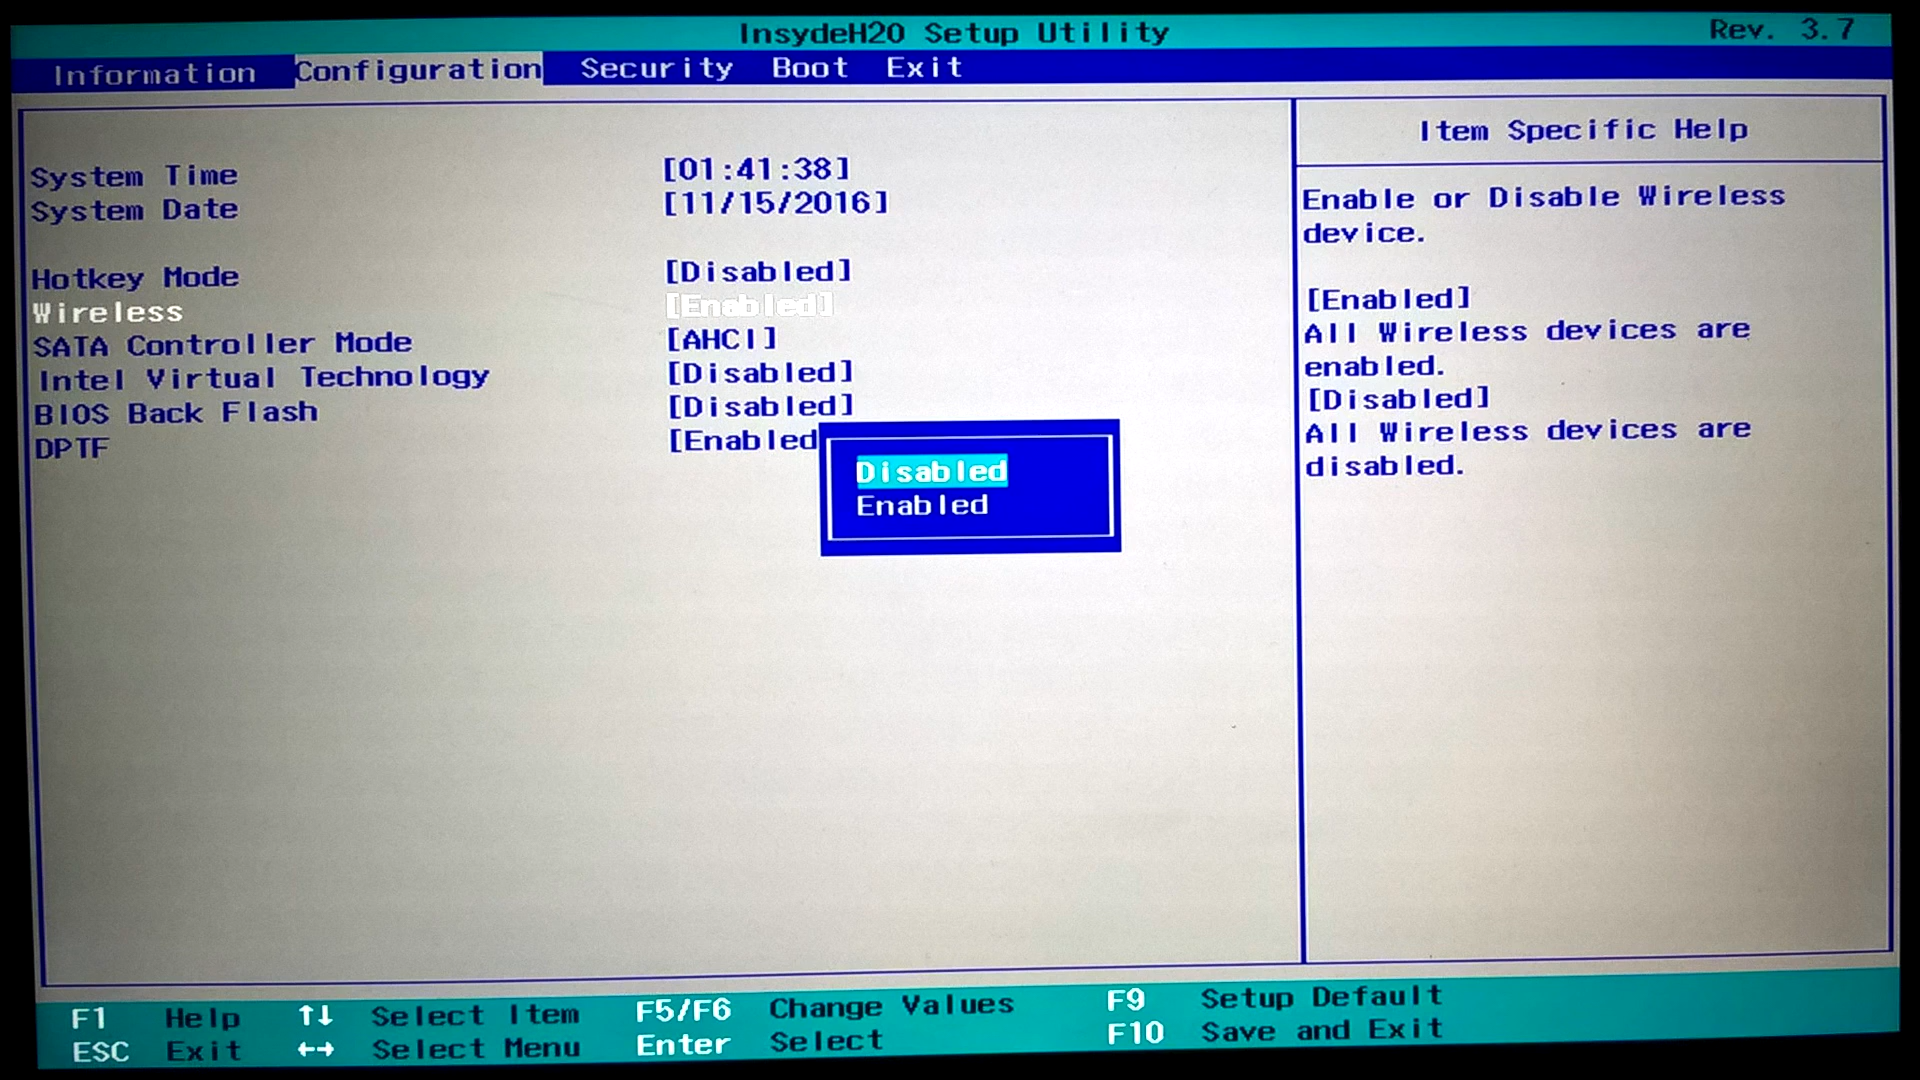 InsydeH20 Setup Utility Rev. 3.7
Information Configuration Security Boot Exit
Item Specific Help
System Time [01:41:38]
System Date [11/15/2016]
Hotkey Mode [Disabled]
Wireless [Enabled]
SATA Controller Mode [AHCI]
Intel Virtual Technology [Disabled]
BIOS Back Flash [Disabled]
DPTF [Enabled
Disabled
Enabled
Enable or Disable Wireless
device.
[Enabled]
All Wireless devices are
enabled.
[Disabled]
All Wireless devices are
disabled.
F1 Help ↑↓ Select Item F5/F6 Change Values F9 Setup Default
ESC Exit ←→ Select Menu Enter Select F10 Save and Exit